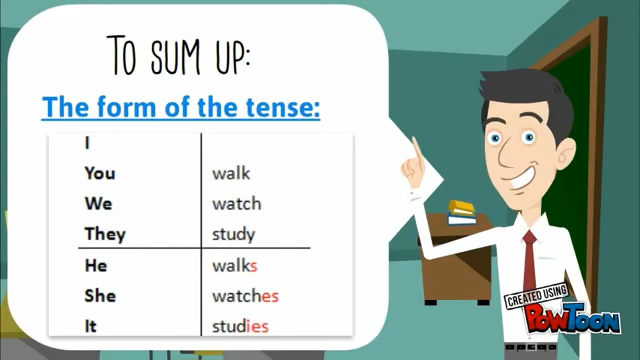 TO SUM UP:
The form of the tense:
I
You walk
We watch
They study
He walks
She watches
It studies
CREATED USING
POWTOON